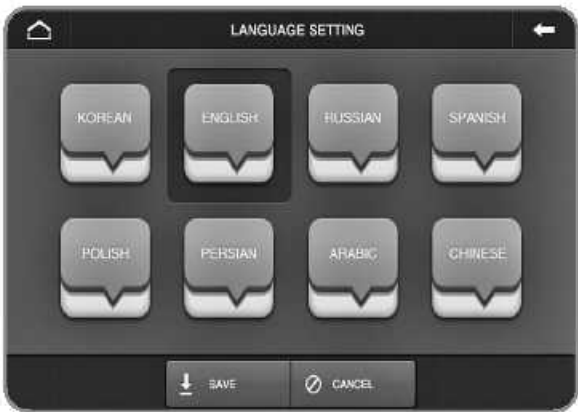 LANGUAGE SETTING
KOREAN ENGLISH RUSSIAN SPANISH
POLISH PERSIAN ARABIC CHINESE
SAVE CANCEL